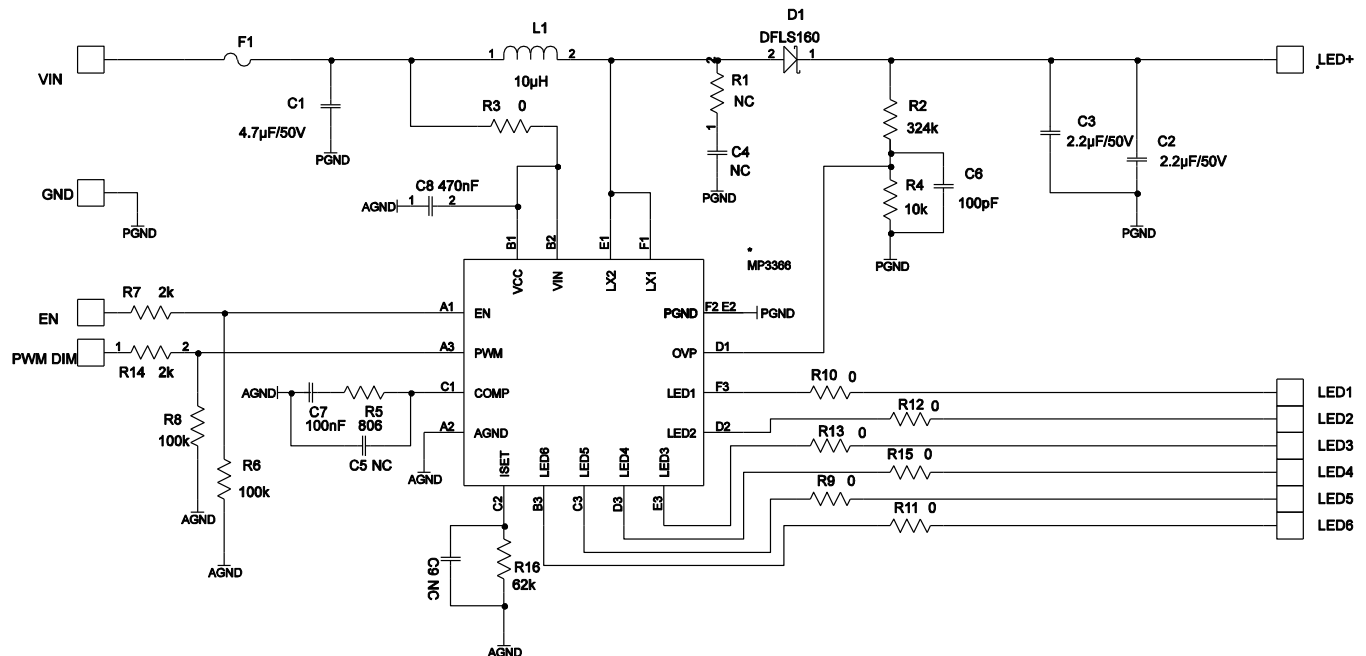 D1
DFLS160
F1
L1
1
2
2
1
VIN
LED+
10µH
2
R1
NC
1
C1
4.7µF/50V
R3 0
R2
324k
C3
2.2µF/50V
C2
2.2µF/50V
PGND
C4
NC
PGND
C6
100pF
R4
10k
GND
PGND
C8 470nF
AGND
1
2
PGND
PGND
B1
B2
E1
F1
*
MP3366
VCC
VIN
LX2
LX1
R7 2k
EN
A1
EN
PGND
F2 E2
PGND
PWM DIM
1
2
R14 2k
A3
PWM
OVP
D1
AGND
C7
100nF
R5
806
C5 NC
C1
COMP
LED1
F3
R10 0
LED1
A2
AGND
AGND
LED2
D2
R12 0
LED2
R13 0
LED3
R15 0
LED4
R9 0
LED5
R11 0
LED6
R8
100k
AGND
R6
100k
AGND
ISET
LED6
LED5
LED4
LED3
C2
B3
C3
D3
E3
C9 NC
R16
62k
AGND